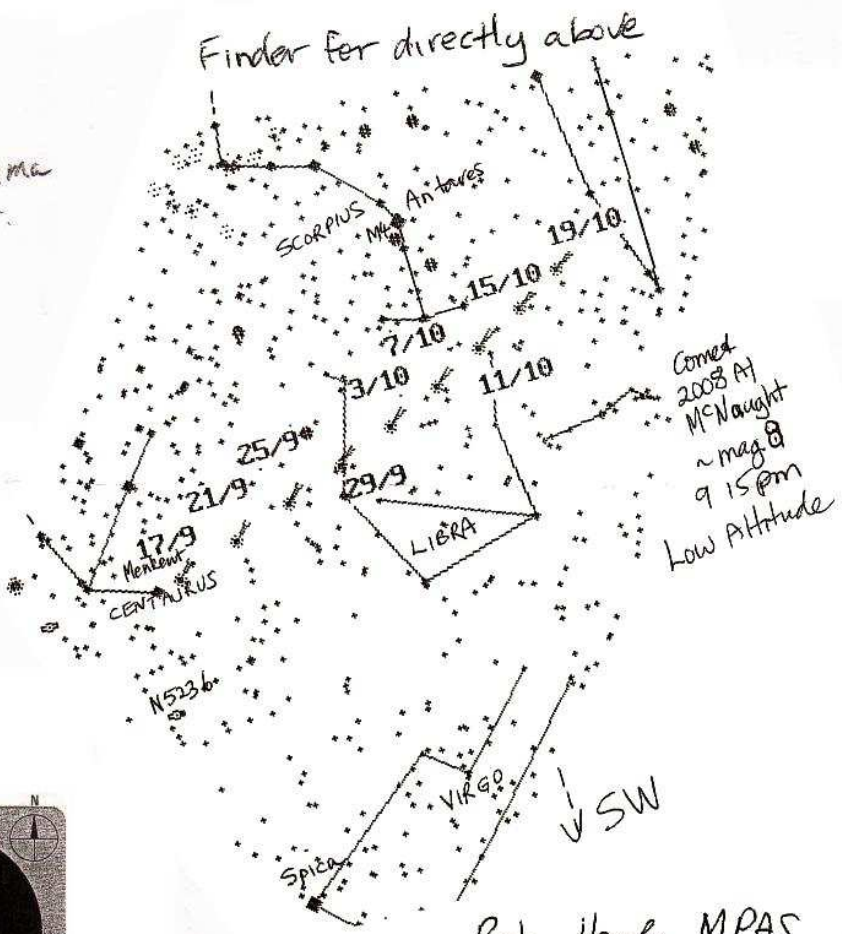 Finder for directly above
ma
Antares
SCORPIUS
M4
19/10
15/10
7/10
3/10
11/10
Comet
2008 A1
McNaught
~ mag 8
9 15pm
Low Altitude
25/9
21/9
29/9
17/9
LIBRA
Menkent
CENTAURUS
N5236
N
VIRGO
SW
Spica
MPAS